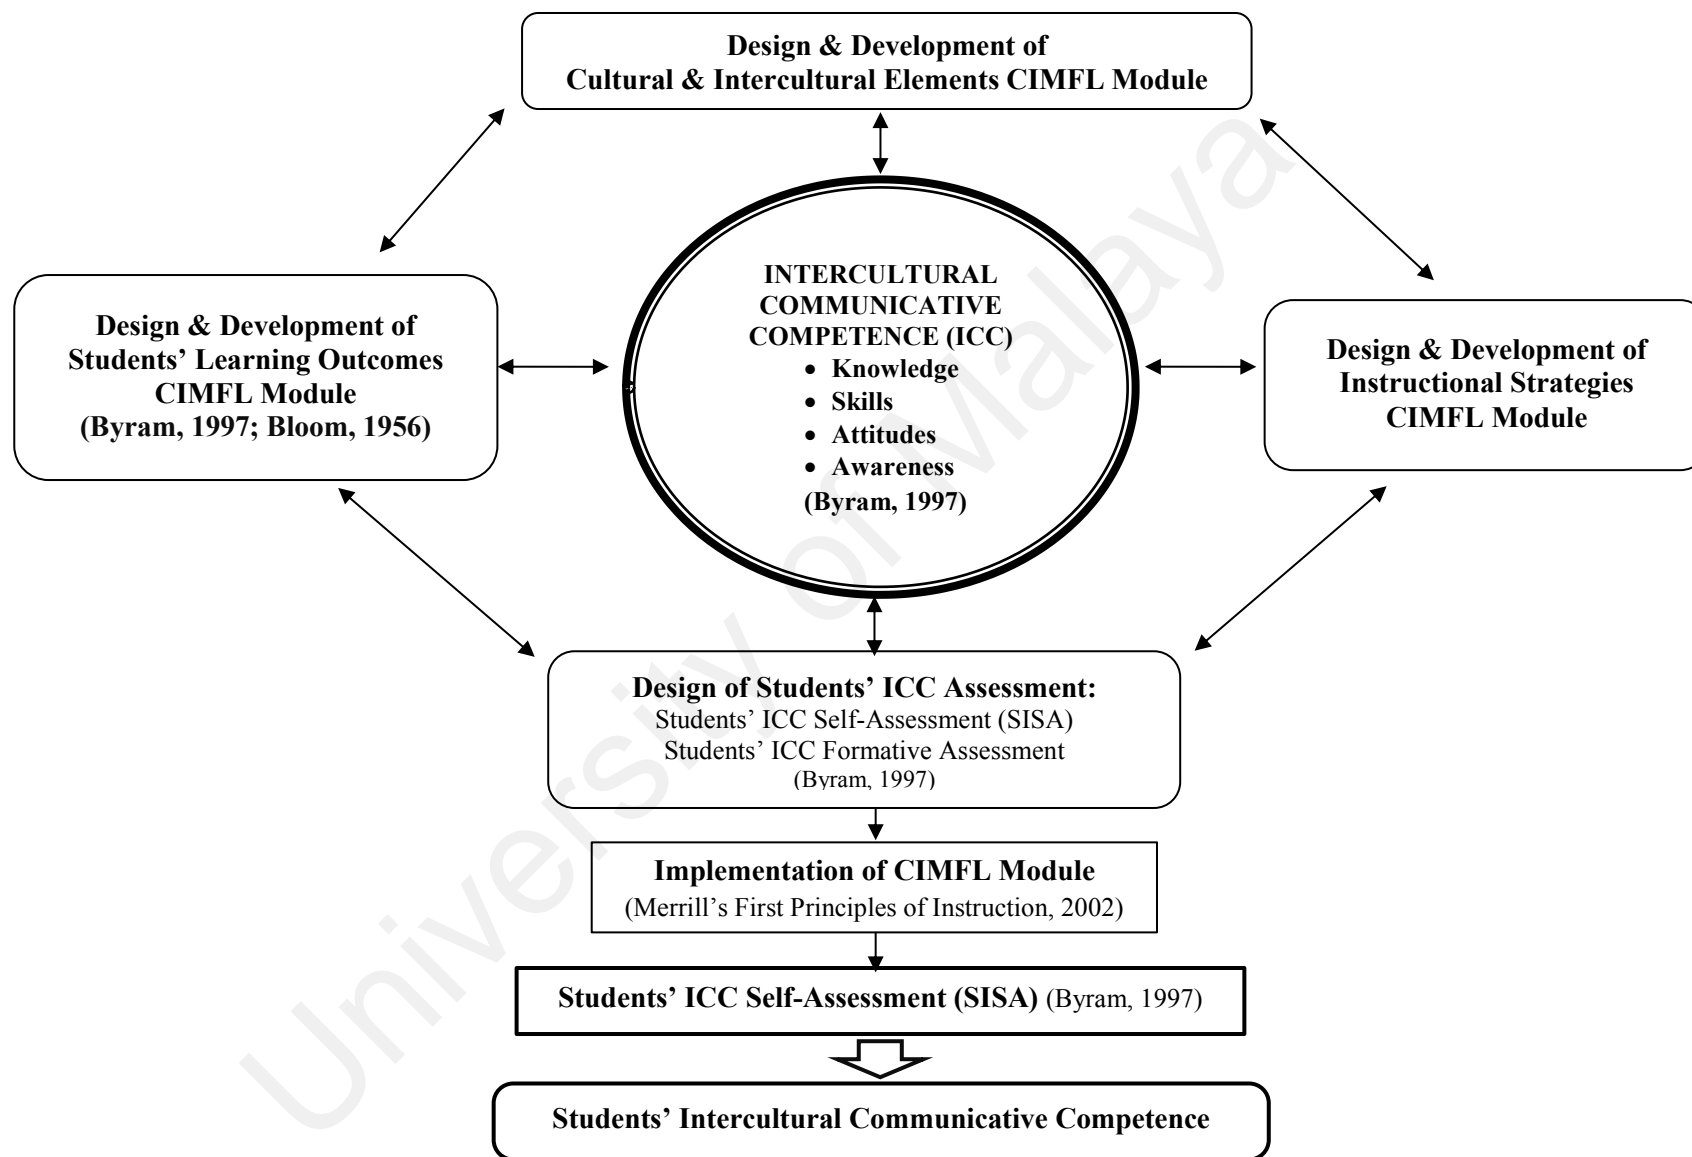 Design & Development of
Cultural & Intercultural Elements CIMFL Module
INTERCULTURAL
COMMUNICATIVE
COMPETENCE (ICC)
• Knowledge
• Skills
• Attitudes
• Awareness
(Byram, 1997)
Design & Development of
Students’ Learning Outcomes
CIMFL Module
(Byram, 1997; Bloom, 1956)
Design & Development of
Instructional Strategies
CIMFL Module
Design of Students’ ICC Assessment:
Students’ ICC Self-Assessment (SISA)
Students’ ICC Formative Assessment
(Byram, 1997)
Implementation of CIMFL Module
(Merrill’s First Principles of Instruction, 2002)
Students’ ICC Self-Assessment (SISA) (Byram, 1997)
Students’ Intercultural Communicative Competence
University of Malaya